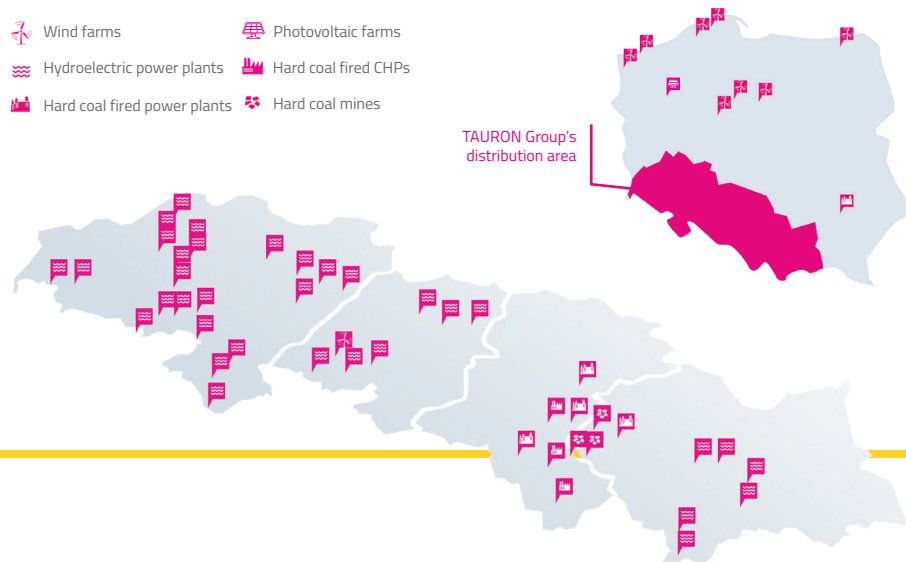 Wind farms
Photovoltaic farms
Hydroelectric power plants
Hard coal fired CHPs
Hard coal fired power plants
Hard coal mines
TAURON Group's
distribution area